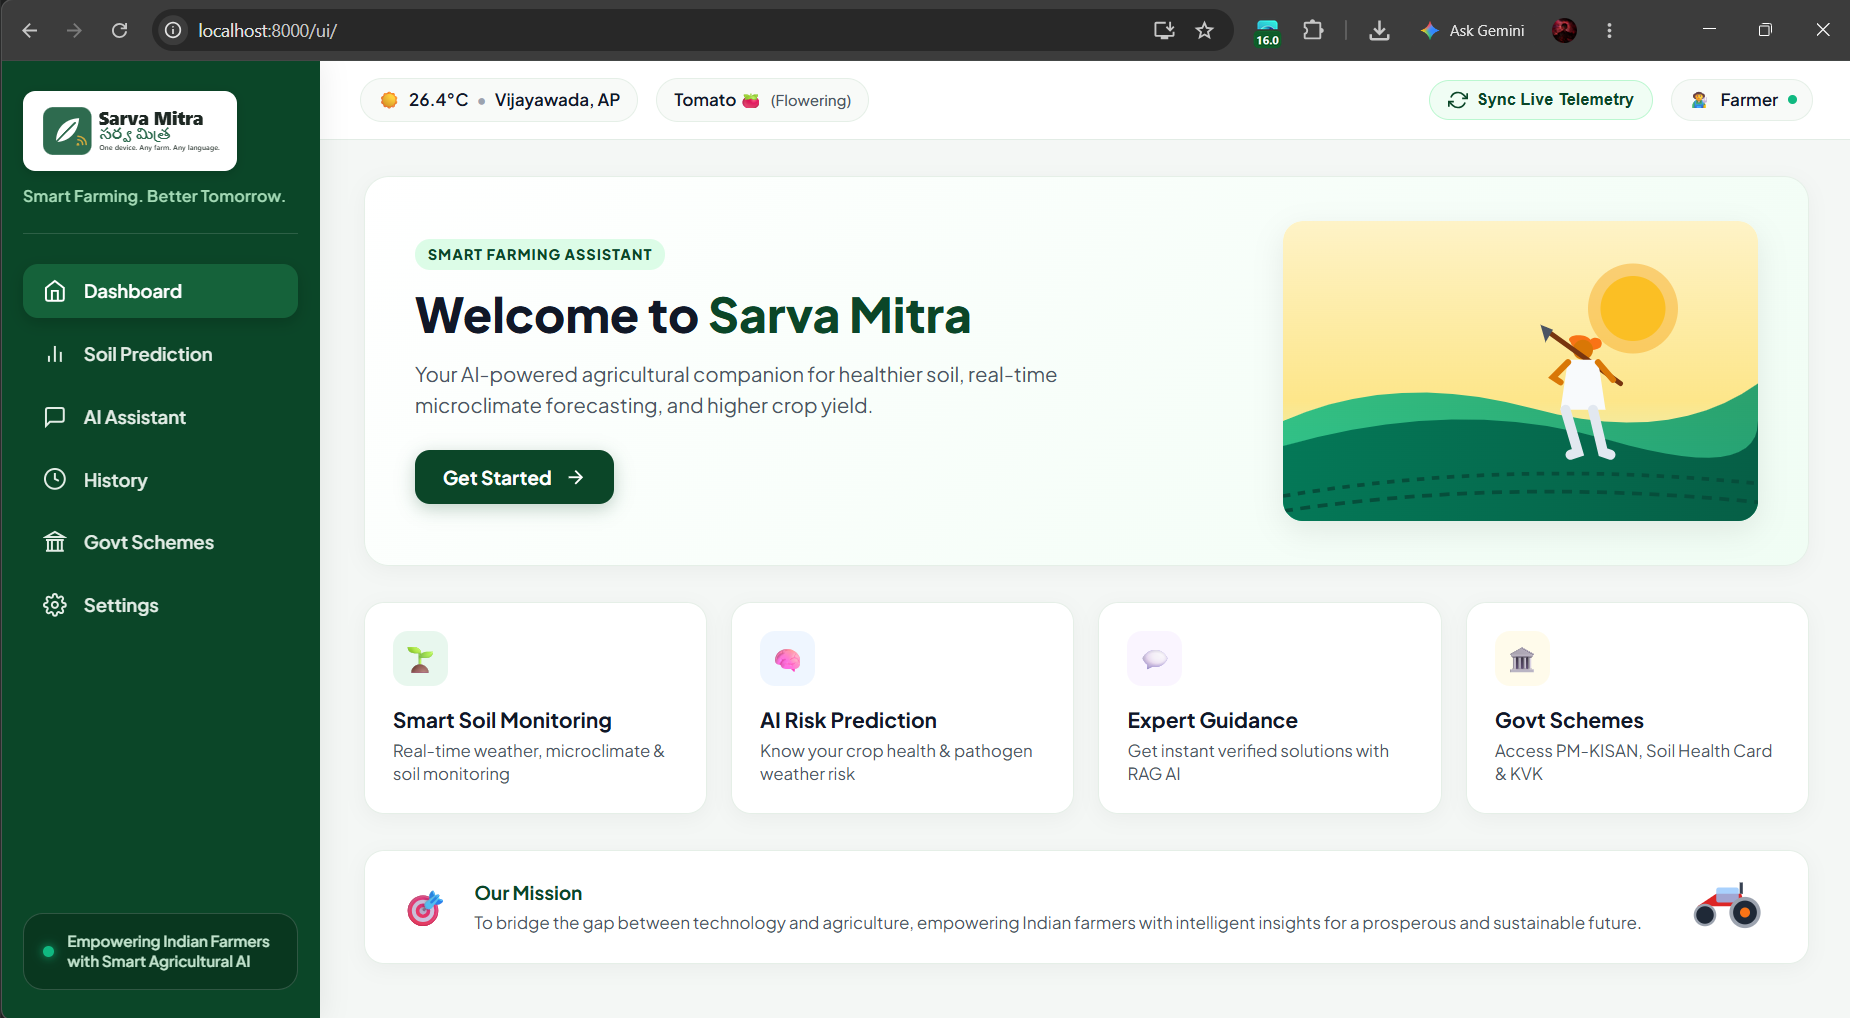 localhost:8000/ui/
16.0
Ask Gemini
Sarva Mitra
సర్వ మిత్ర
One device. Any farm. Any language.
Smart Farming. Better Tomorrow.
Dashboard
Soil Prediction
AI Assistant
History
Govt Schemes
Settings
Empowering Indian Farmers
with Smart Agricultural AI
26.4°C • Vijayawada, AP
Tomato 🍅 (Flowering)
Sync Live Telemetry
Farmer
SMART FARMING ASSISTANT
Welcome to Sarva Mitra
Your AI-powered agricultural companion for healthier soil, real-time
microclimate forecasting, and higher crop yield.
Get Started →
Smart Soil Monitoring
Real-time weather, microclimate &
soil monitoring
AI Risk Prediction
Know your crop health & pathogen
weather risk
Expert Guidance
Get instant verified solutions with
RAG AI
Govt Schemes
Access PM-KISAN, Soil Health Card
& KVK
Our Mission
To bridge the gap between technology and agriculture, empowering Indian farmers with intelligent insights for a prosperous and sustainable future.